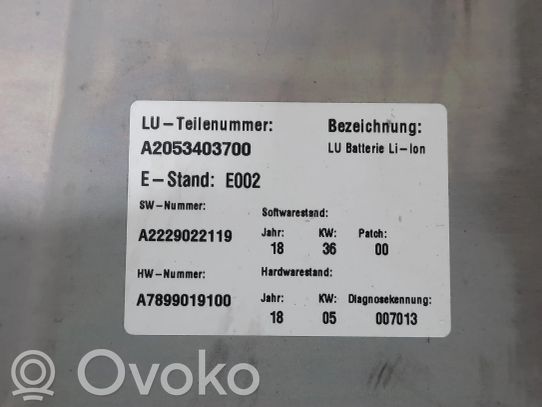 LU-Teilenummer: Bezeichnung:
A2053403700 LU Batterie Li-Ion
E-Stand: E002
SW-Nummer: Softwarestand:
Jahr: KW: Patch:
A2229022119 18 36 00
HW-Nummer: Hardwarestand:
A7899019100 Jahr: KW: Diagnosekennung:
18 05 007013
Ovoko